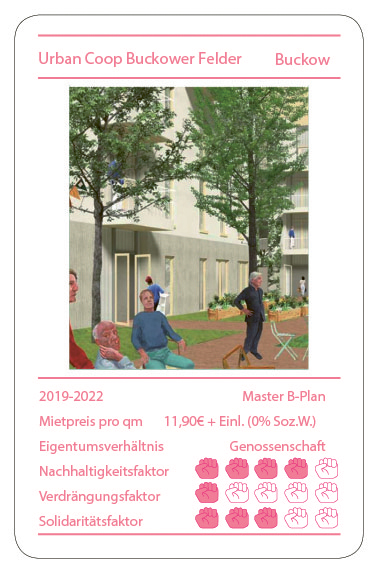 Urban Coop Buckower Felder Buckow
2019-2022 Master B-Plan
Mietpreis pro qm 11,90€ + Einl. (0% Soz.W.)
Eigentumsverhältnis Genossenschaft
Nachhaltigkeitsfaktor
Verdrängungsfaktor
Solidaritätsfaktor